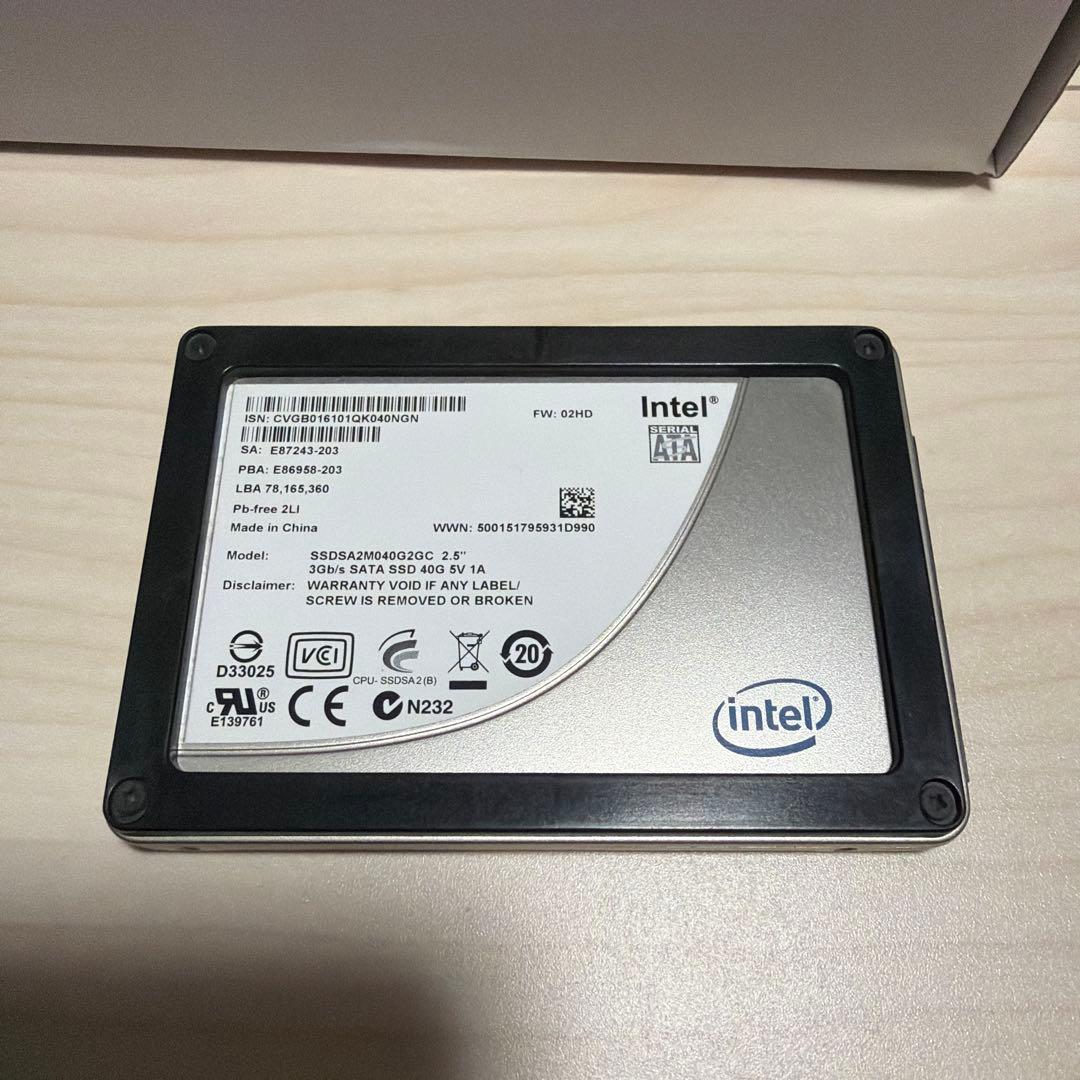 ISN: CVGB016101QK040NGN
FW: 02HD
Intel®
SERIAL
ATA
SA: E87243-203
PBA: E86958-203
LBA 78,165,360
Pb-free 2LI
Made in China
WWN: 500151795931D990
Model: SSDSA2M040G2GC 2.5"
3Gb/s SATA SSD 40G 5V 1A
Disclaimer: WARRANTY VOID IF ANY LABEL/
SCREW IS REMOVED OR BROKEN
D33025
VCI
CPU- SSDSA2 (B)
20
c RU ® US
E139761
CE
N232
intel